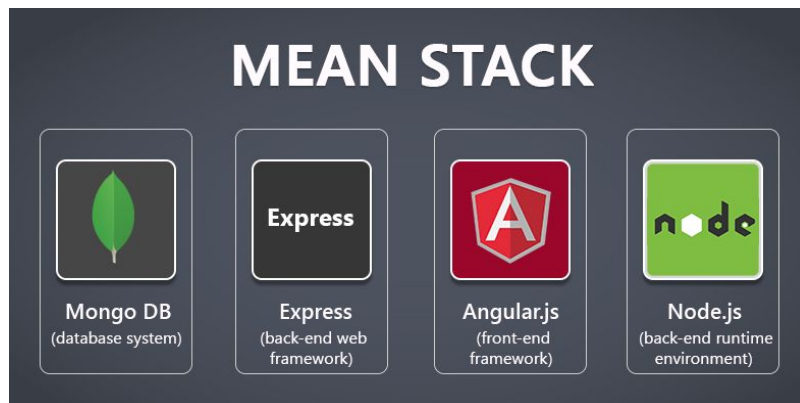 MEAN STACK
Express
node
Mongo DB
(database system)
Express
(back-end web
framework)
Angular.js
(front-end
framework)
Node.js
(back-end runtime
environment)